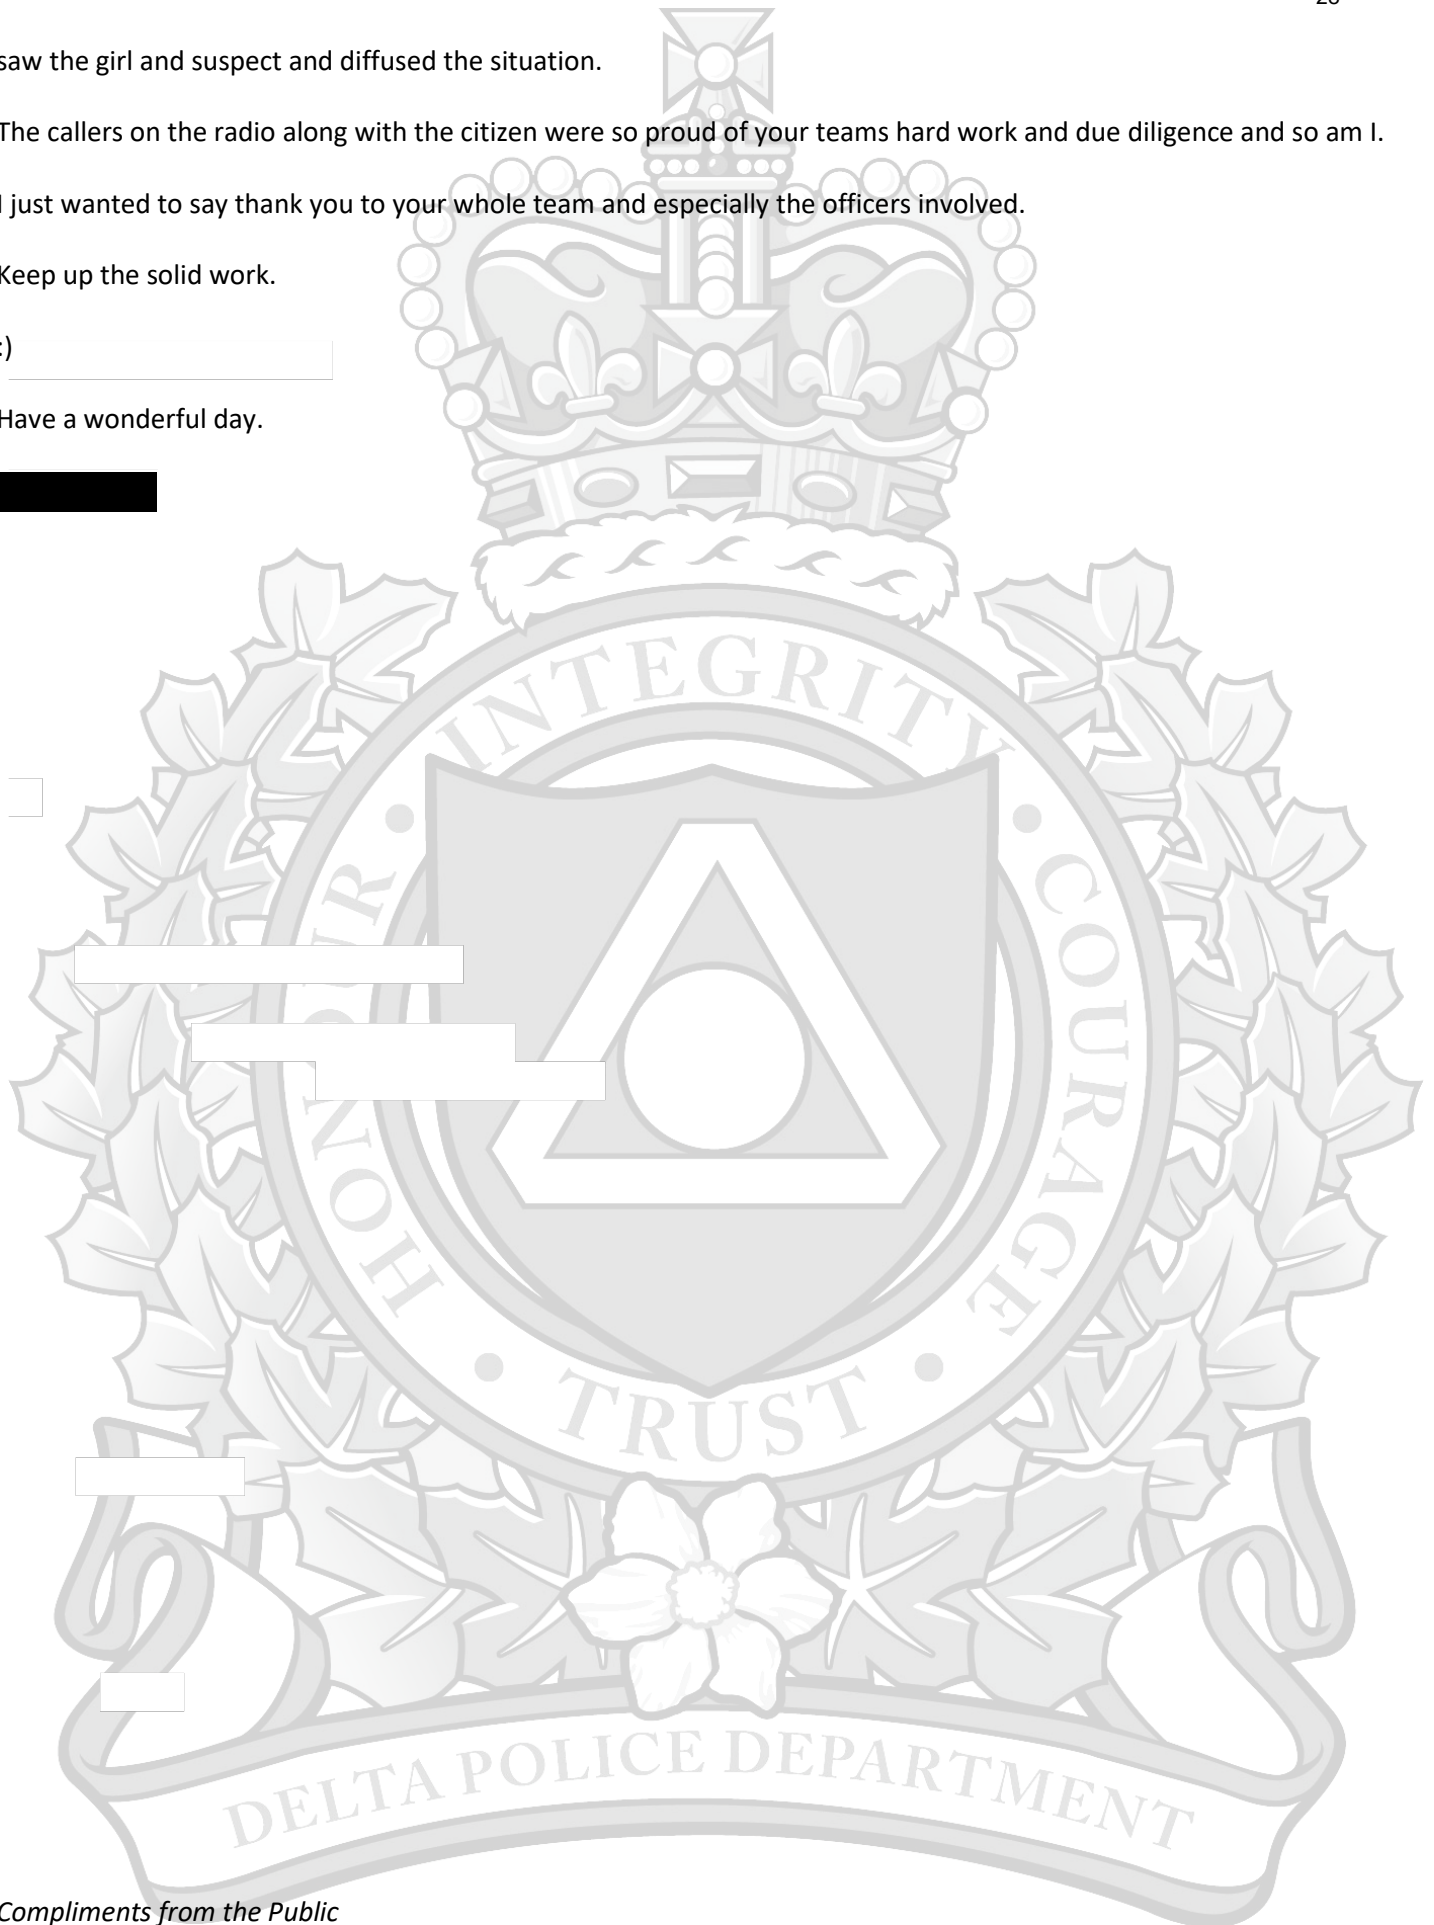 saw the girl and suspect and diffused the situation.
The callers on the radio along with the citizen were so proud of your teams hard work and due diligence and so am I.
I just wanted to say thank you to your whole team and especially the officers involved.
Keep up the solid work.
:)
Have a wonderful day.
INTEGRITY
COURAGE
TRUST
DELTA POLICE DEPARTMENT
Compliments from the Public